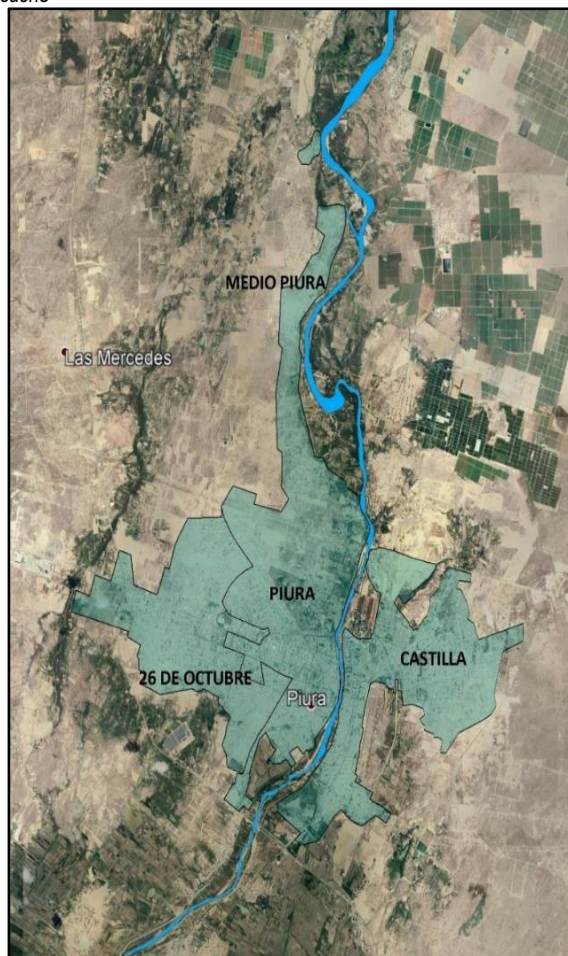 MEDIO PIURA
Las Mercedes
PIURA
CASTILLA
26 DE OCTUBRE
Piura